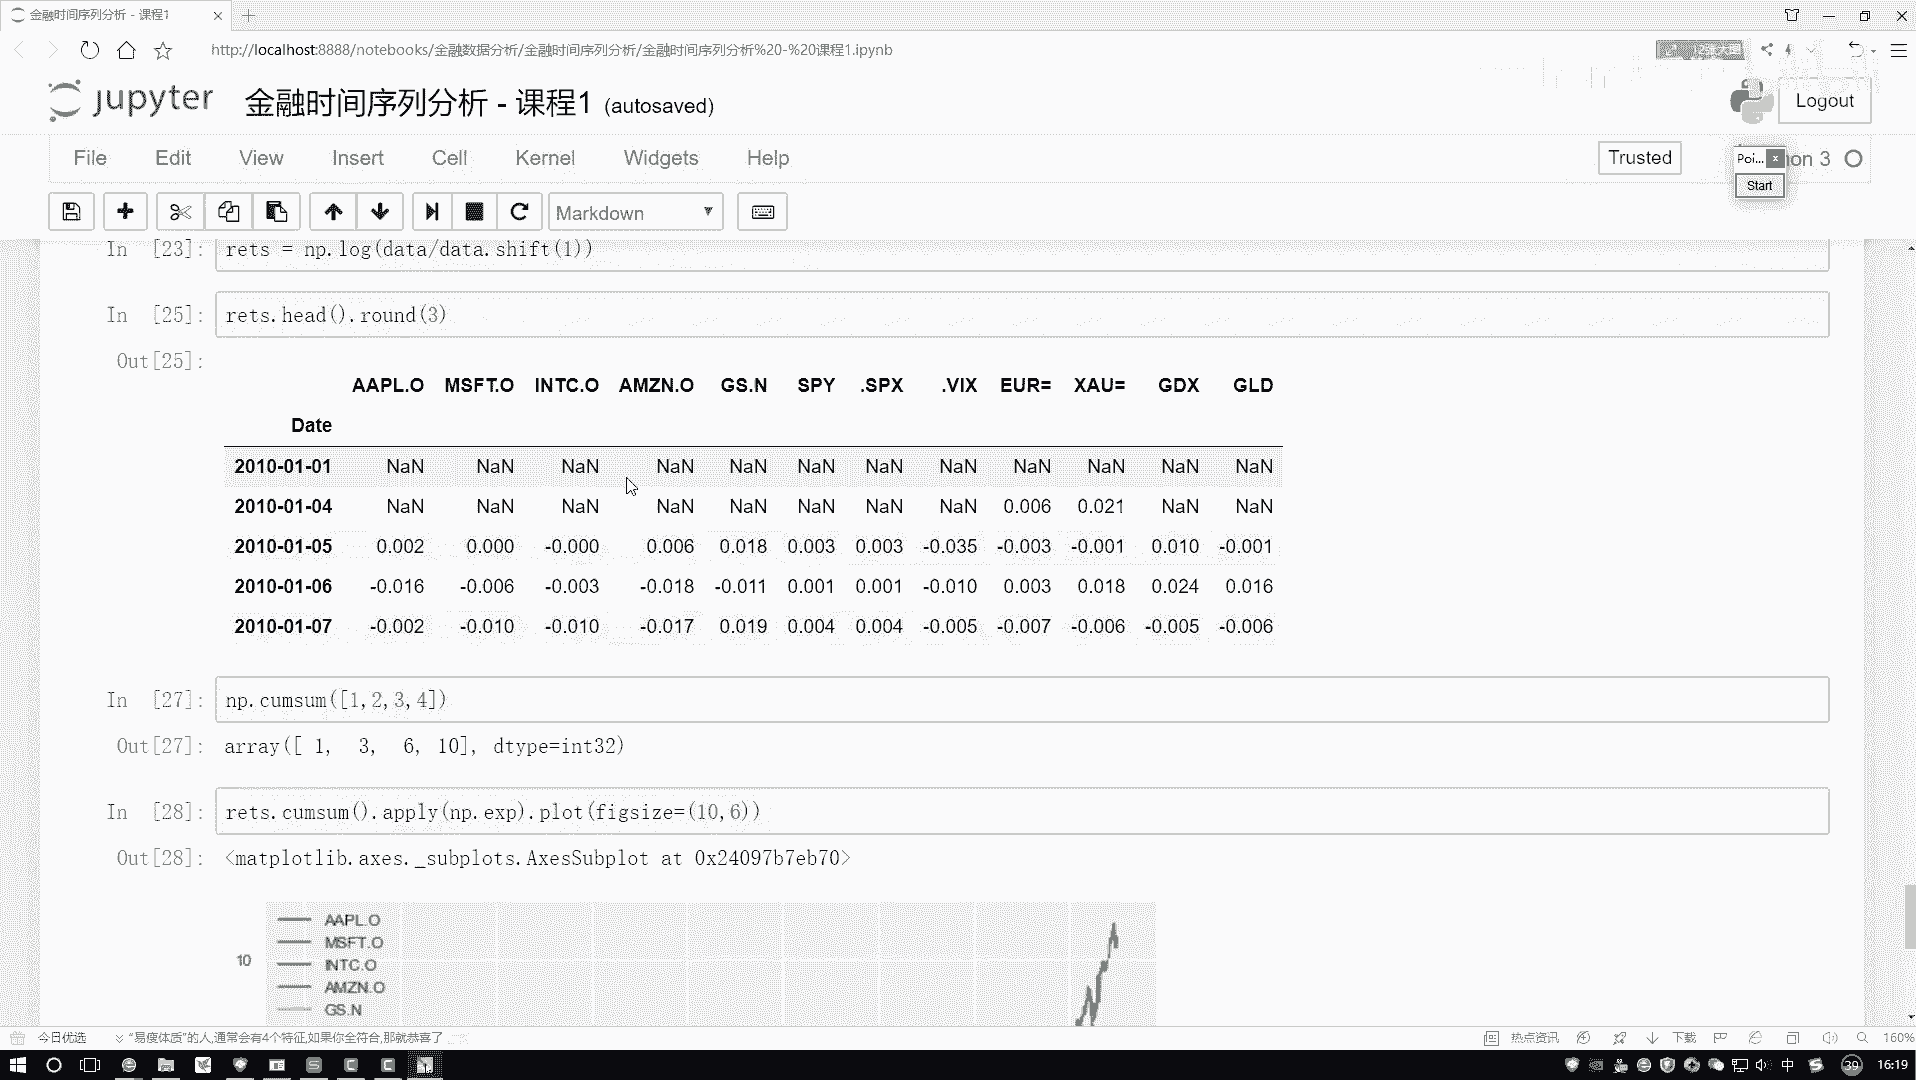 金融时间序列分析 - 课程1
http://localhost:8888/notebooks/金融数据分析/金融时间序列分析/金融时间序列分析%20-%20课程1.ipynb
jupyter 金融时间序列分析 - 课程1 (autosaved)
Logout
File Edit View Insert Cell Kernel Widgets Help
Trusted
Poi...
on 3
Start
Markdown
In [23]: rets = np.log(data/data.shift(1))
In [25]: rets.head().round(3)
Out[25]:
AAPL.O MSFT.O INTC.O AMZN.O GS.N SPY .SPX .VIX EUR= XAU= GDX GLD
Date
2010-01-01 NaN NaN NaN NaN NaN NaN NaN NaN NaN NaN NaN NaN
2010-01-04 NaN NaN NaN NaN NaN NaN NaN NaN 0.006 0.021 NaN NaN
2010-01-05 0.002 0.000 -0.000 0.006 0.018 0.003 0.003 -0.035 -0.003 -0.001 0.010 -0.001
2010-01-06 -0.016 -0.006 -0.003 -0.018 -0.011 0.001 0.001 -0.010 0.003 0.018 0.024 0.016
2010-01-07 -0.002 -0.010 -0.010 -0.017 0.019 0.004 0.004 -0.005 -0.007 -0.006 -0.005 -0.006
In [27]: np.cumsum([1,2,3,4])
Out[27]: array([ 1, 3, 6, 10], dtype=int32)
In [28]: rets.cumsum().apply(np.exp).plot(figsize=(10,6))
Out[28]: <matplotlib.axes._subplots.AxesSubplot at 0x24097b7eb70>
AAPL.O
MSFT.O
10
INTC.O
AMZN.O
GS.N
今日优选 “易瘦体质”的人,通常会有4个特征,如果你全符合,那就恭喜了
热点资讯 下载 160%
中 39 16:19